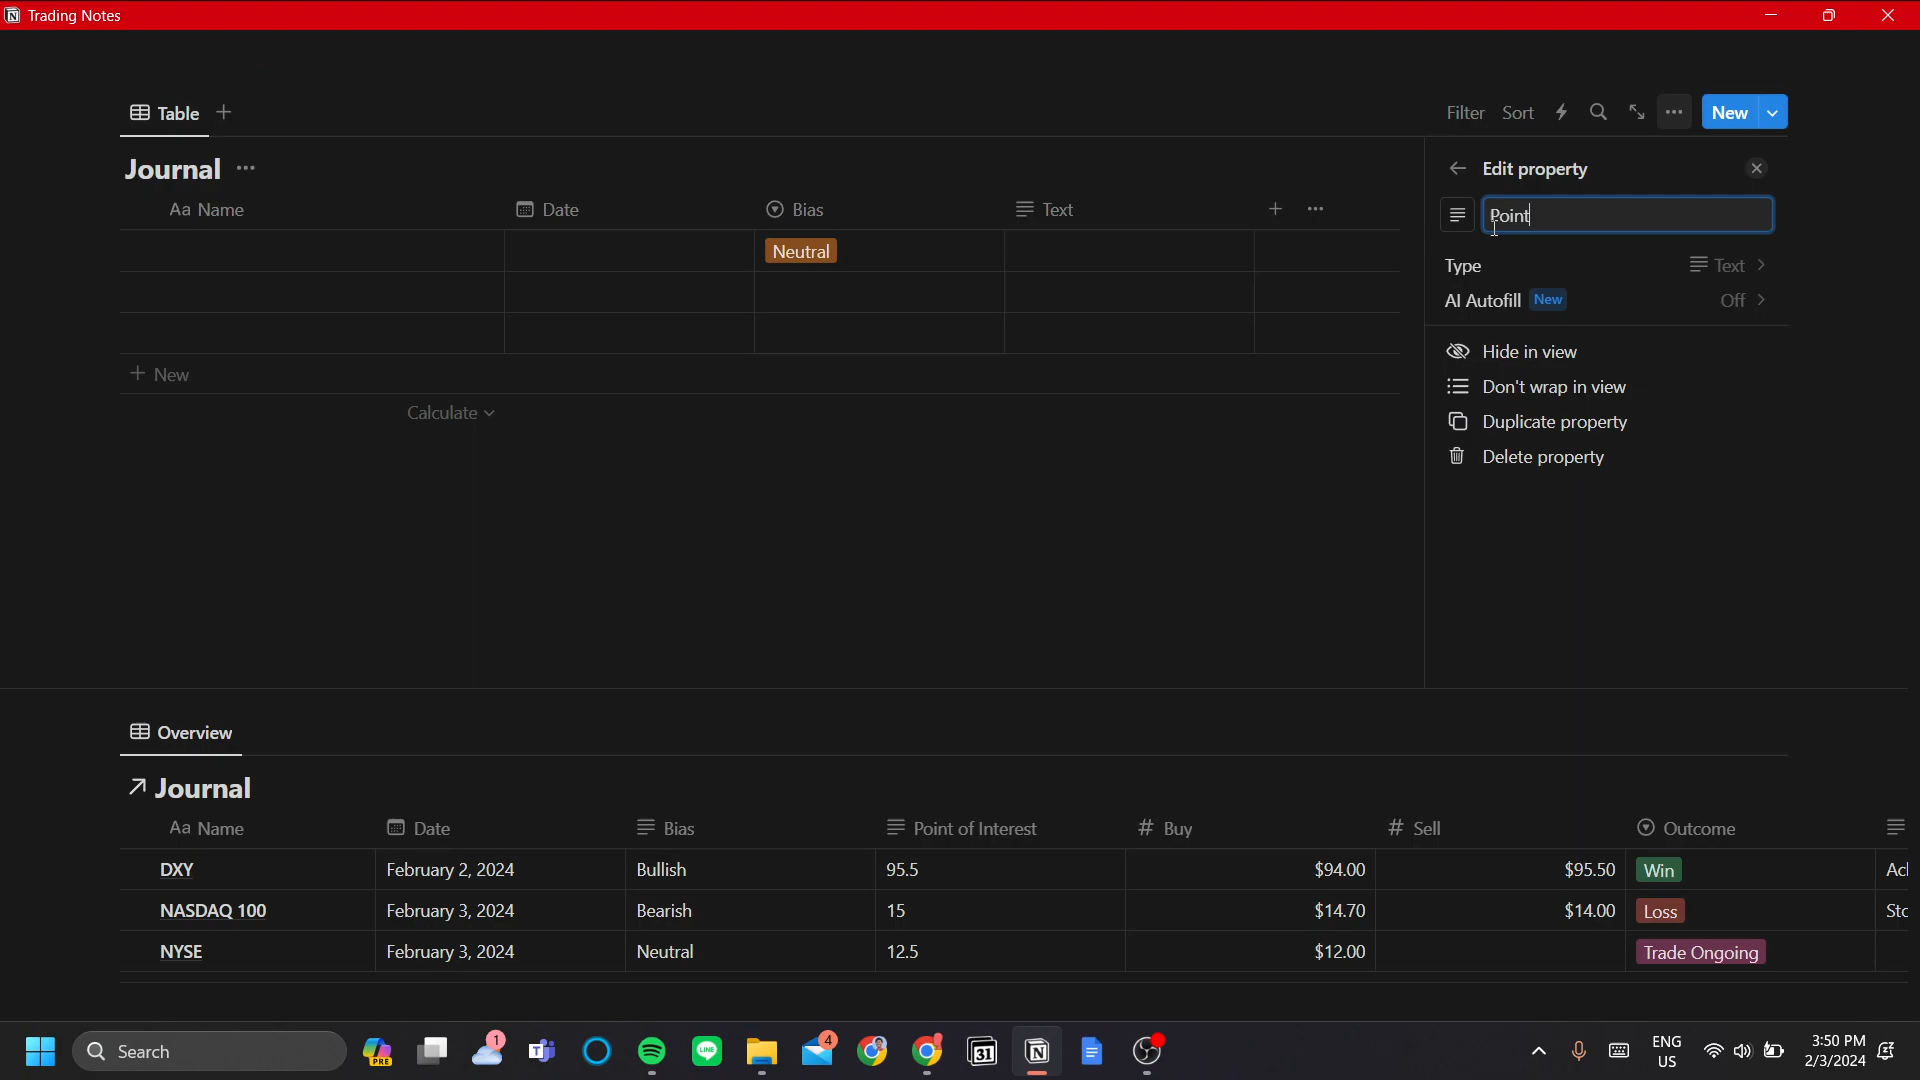 Trading Notes
Table
Filter Sort New
Journal
Edit property
Aa Name Date Bias Text
Point
Neutral
Type Text
AI Autofill New Off
Hide in view
New
Don't wrap in view
Calculate
Duplicate property
Delete property
Overview
Journal
Aa Name Date Bias Point of Interest # Buy # Sell Outcome
DXY February 2, 2024 Bullish 95.5 $94.00 $95.50 Win
NASDAQ 100 February 3, 2024 Bearish 15 $14.70 $14.00 Loss
NYSE February 3, 2024 Neutral 12.5 $12.00 Trade Ongoing
Search
PRE
1
4
31
ENG
US
3:50 PM
2/3/2024